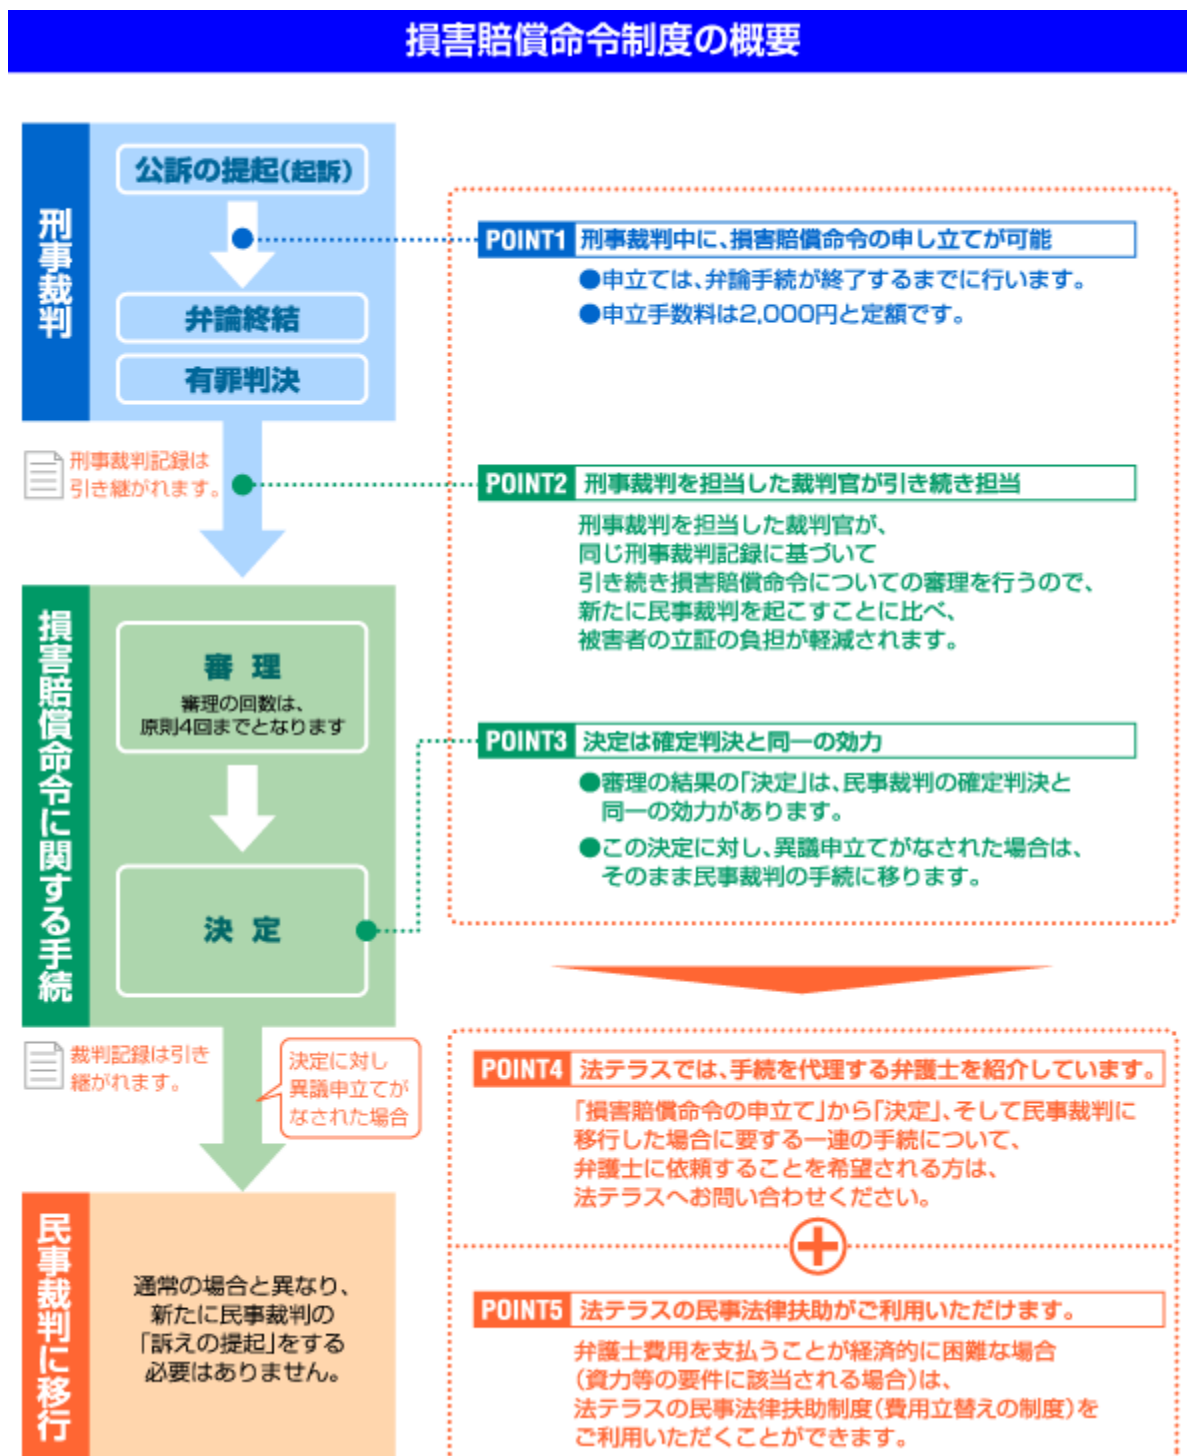 損害賠償命令制度の概要
刑事裁判
公訴の提起(起訴)
弁論終結
有罪判決
POINT1 刑事裁判中に、損害賠償命令の申し立てが可能
●申立ては、弁論手続が終了するまでに行います。
●申立手数料は2,000円と定額です。
刑事裁判記録は
引き継がれます。
POINT2 刑事裁判を担当した裁判官が引き続き担当
刑事裁判を担当した裁判官が、
同じ刑事裁判記録に基づいて
引き続き損害賠償命令についての審理を行うので、
新たに民事裁判を起こすことに比べ、
被害者の立証の負担が軽減されます。
損害賠償命令に関する手続
審 理
審理の回数は、
原則4回までとなります
決 定
POINT3 決定は確定判決と同一の効力
●審理の結果の「決定」は、民事裁判の確定判決と
同一の効力があります。
●この決定に対し、異議申立てがなされた場合は、
そのまま民事裁判の手続に移ります。
裁判記録は引き
継がれます。
決定に対し
異議申立てが
なされた場合
POINT4 法テラスでは、手続を代理する弁護士を紹介しています。
「損害賠償命令の申立て」から「決定」、そして民事裁判に
移行した場合に要する一連の手続について、
弁護士に依頼することを希望される方は、
法テラスへお問い合わせください。
民事裁判に移行
通常の場合と異なり、
新たに民事裁判の
「訴えの提起」をする
必要はありません。
POINT5 法テラスの民事法律扶助がご利用いただけます。
弁護士費用を支払うことが経済的に困難な場合
(資力等の要件に該当される場合)は、
法テラスの民事法律扶助制度(費用立替えの制度)を
ご利用いただくことができます。